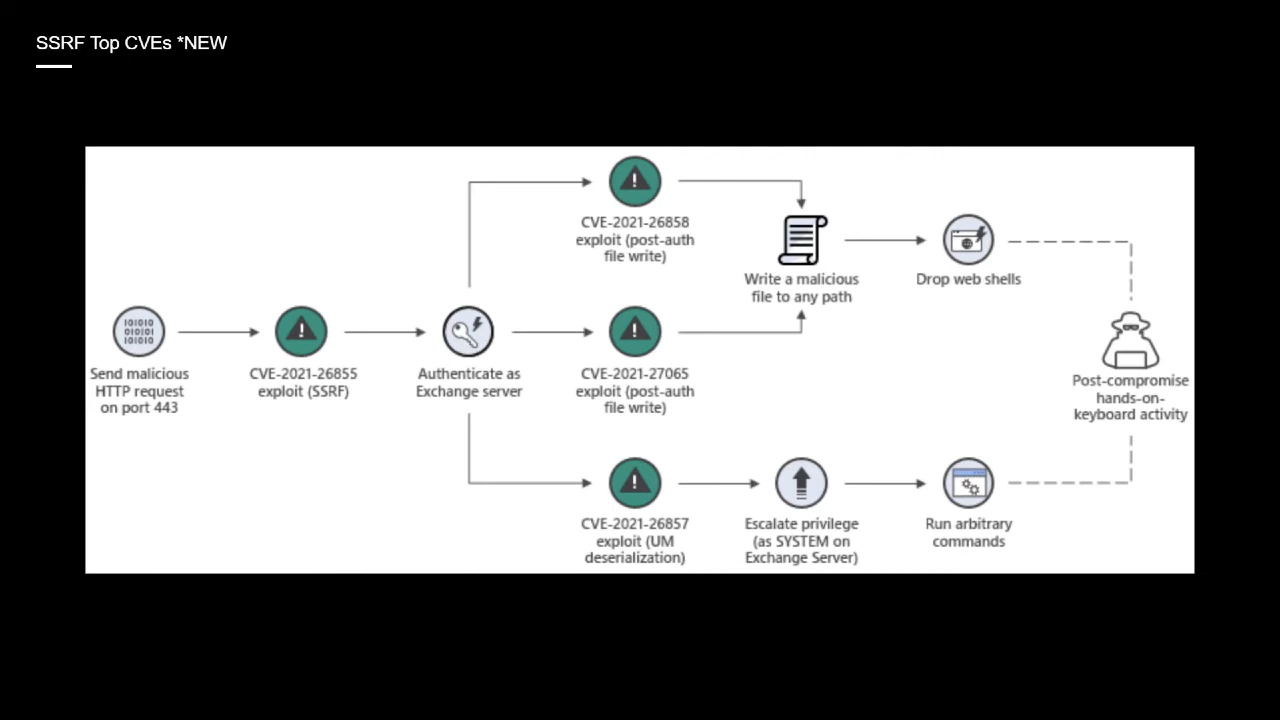 SSRF Top CVEs *NEW
CVE-2021-26858
exploit (post-auth
file write)
Write a malicious
file to any path
Drop web shells
Send malicious
HTTP request
on port 443
CVE-2021-26855
exploit (SSRF)
Authenticate as
Exchange server
CVE-2021-27065
exploit (post-auth
file write)
Post-compromise
hands-on-
keyboard activity
CVE-2021-26857
exploit (UM
deserialization)
Escalate privilege
(as SYSTEM on
Exchange Server)
Run arbitrary
commands
101010
010101
101010